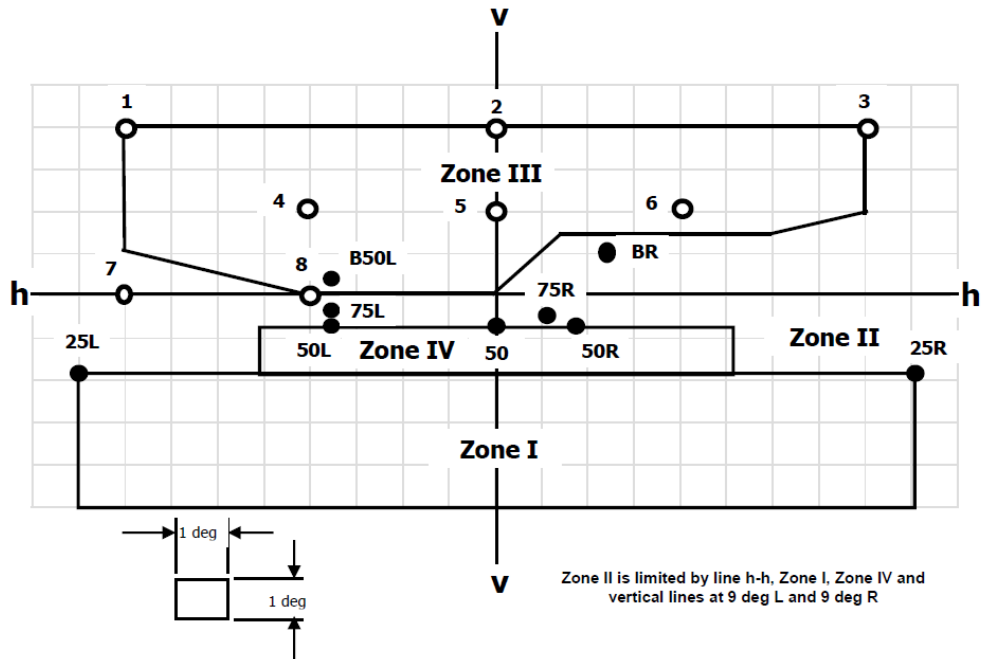 v
1
2
3
Zone III
4
5
6
B50L
BR
7
8
h
h
75R
75L
25L
Zone IV
Zone II
50L
50
50R
25R
Zone I
1 deg
v
Zone II is limited by line h-h, Zone I, Zone IV and
vertical lines at 9 deg L and 9 deg R
1 deg